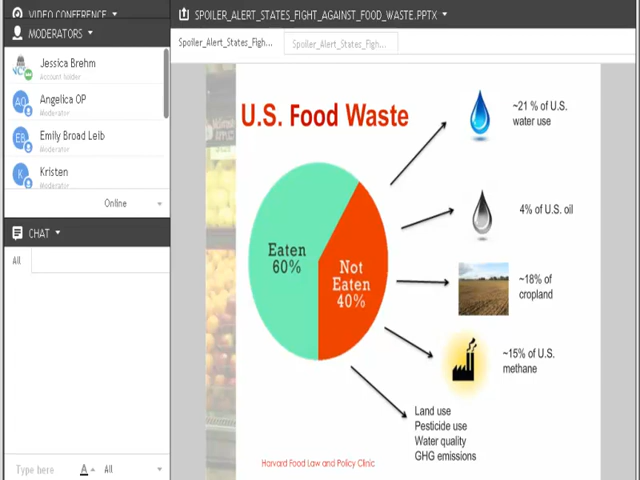 VIDEO CONFERENCE
MODERATORS
Jessica Brehm
Account holder
AO
Angelica OP
Moderator
EB
Emily Broad Leib
Moderator
K
Kristen
Moderator
Online
CHAT
All
Type here
A
All
SPOILER_ALERT_STATES_FIGHT_AGAINST_FOOD_WASTE.PPTX
Spoiler_Alert_States_Figh...
Spoiler_Alert_States_Figh...
U.S. Food Waste
Eaten
60%
Not
Eaten
40%
~21 % of U.S.
water use
4% of U.S. oil
~18% of
cropland
~15% of U.S.
methane
Land use
Pesticide use
Water quality
GHG emissions
Harvard Food Law and Policy Clinic